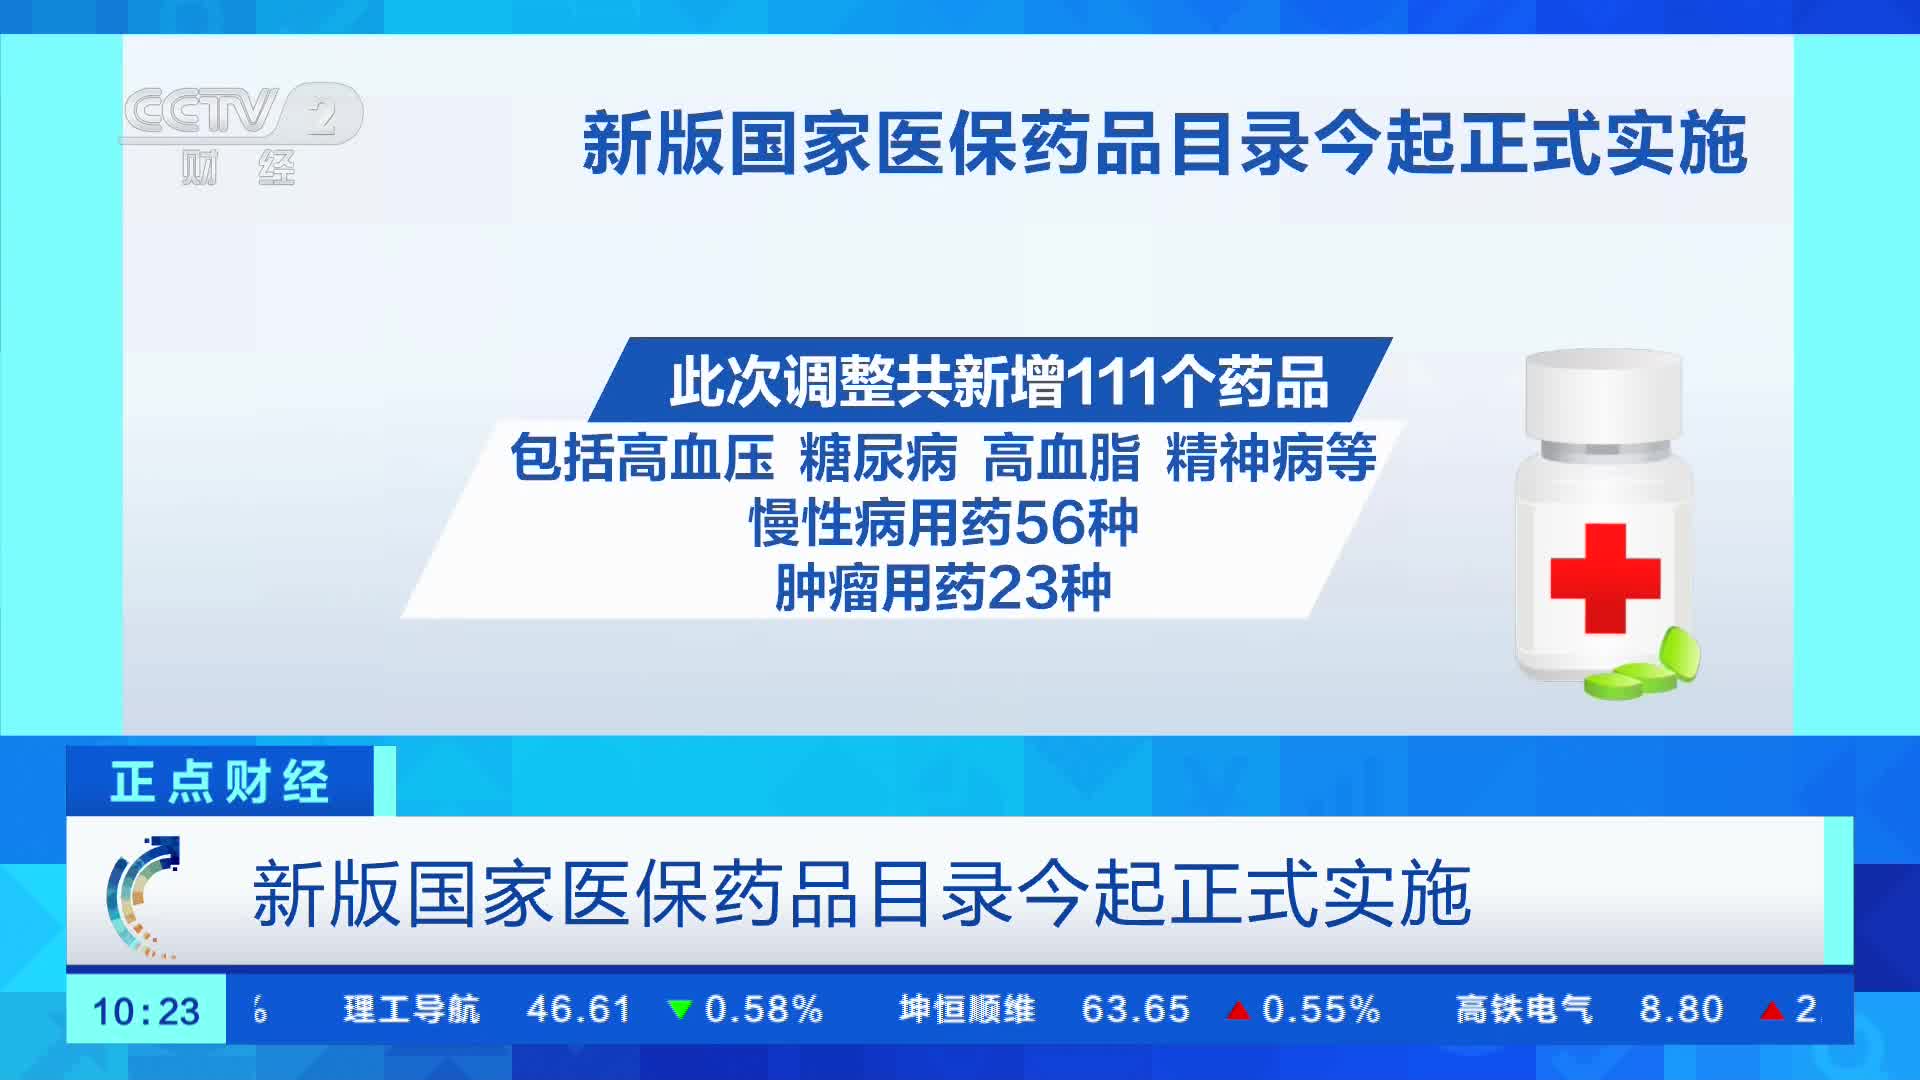 CCTV 2
财 经
新版国家医保药品目录今起正式实施
此次调整共新增111个药品
包括高血压 糖尿病 高血脂 精神病等
慢性病用药56种
肿瘤用药23种
正点财经
新版国家医保药品目录今起正式实施
10:23 % 理工导航 46.61 ▼0.58% 坤恒顺维 63.65 ▲0.55% 高铁电气 8.80 ▲2.